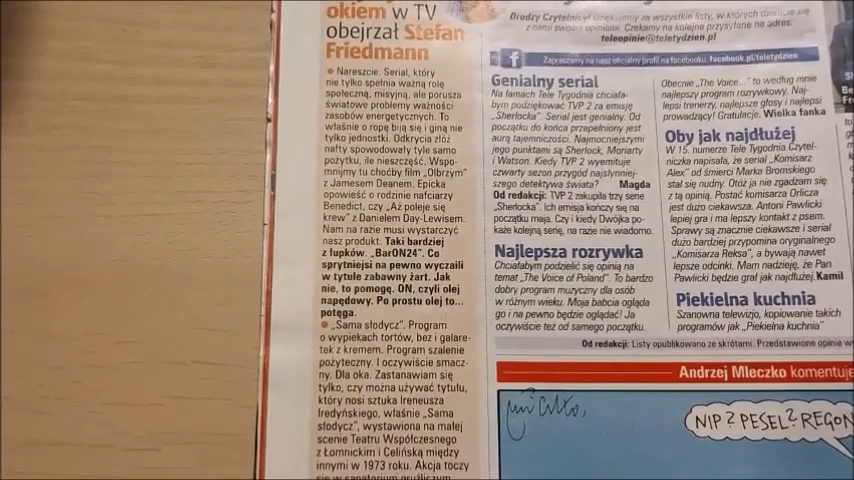 okiem w TV
obejrzał Stefan
Friedmann
● Nareszcie. Serial, który
nie tylko spełnia ważną rolę
społeczną, misyjną, ale porusza
światowe problemy ważności
zasobów energetycznych. To
właśnie o ropę biją się i giną nie
tylko jednostki. Odkrycia złóż
nafty spowodowały tyle samo
pożytku, ile nieszczęść. Wspo-
mnijmy tu choćby film „Olbrzym"
z Jamesem Deanem. Epicka
opowieść o rodzinie nafciarzy
Benedict, czy „Aż poleje się
krew" z Danielem Day-Lewisem.
Nam na razie musi wystarczyć
nasz produkt. Taki bardziej
z łupków. „BarON24". Co
sprytniejsi na pewno wyczaili
w tytule zabawny żart. Jak
nie, to pomogę. ON, czyli olej
napędowy. Po prostu olej to...
potęga.
● „Sama słodycz". Program
o wypiekach tortów, bez i galare-
tek z kremem. Program szalenie
pożyteczny. I oczywiście smacz-
ny. Dla oka. Zastanawiam się
tylko, czy można używać tytułu,
który nosi sztuka Ireneusza
Iredyńskiego, właśnie „Sama
słodycz", wystawiona na małej
scenie Teatru Współczesnego
z Łomnickim i Celińską między
innymi w 1973 roku. Akcja toczy
się w sanatorium gruźliczym
Drodzy Czytelnicy! Dziękujemy za wszystkie listy, w których dzielicie się
z nami swoimi opiniami. Czekamy na kolejne przysyłane na adres:
teleopinie@teletydzien.pl
f Zapraszamy na nasz oficjalny profil na facebooku. facebook.pl/teletydzien
Genialny serial
Na łamach Tele Tygodnia chciała-
bym podziękować TVP 2 za emisję
„Sherlocka". Serial jest genialny. Od
początku do końca przepełniony jest
aurą tajemniczości. Najmocniejszymi
jego punktami są Sherlock, Moriarty
i Watson. Kiedy TVP 2 wyemituje
czwarty sezon przygód najsłynniej-
szego detektywa świata? Magda
Od redakcji: TVP 2 zakupiła trzy serie
„Sherlocka". Ich emisja kończy się na
początku maja. Czy i kiedy Dwójka po-
każe kolejną serię, na razie nie wiadomo.
Najlepsza rozrywka
Chciałabym podzielić się opinią na
temat „The Voice of Poland". To bardzo
dobry program muzyczny dla osób
w różnym wieku. Moja babcia ogląda
go i na pewno będzie oglądać! Ja
oczywiście też od samego początku.
Obecnie „The Voice..." to według mnie
najlepszy program rozrywkowy. Naj-
lepsi trenerzy, najlepsze głosy i najlepsi
prowadzący! Gratulacje. Wielka fanka
Oby jak najdłużej
W 15. numerze Tele Tygodnia Czytel-
niczka napisała, że serial „Komisarz
Alex" od śmierci Marka Bromskiego
stał się nudny. Otóż ja nie zgadzam się
z tą opinią. Postać komisarza Orlicza
jest dużo ciekawsza. Antoni Pawlicki
lepiej gra i ma lepszy kontakt z psem.
Sprawy są znacznie ciekawsze i serial
dużo bardziej przypomina oryginalnego
„Komisarza Reksa", a bywają nawet
lepsze odcinki. Mam nadzieję, że Pan
Pawlicki będzie grał jak najdłużej. Kamil
Piekielna kuchnia
Szanowna telewizjo, kopiowanie takich
programów jak „Piekielna kuchnia"
Od redakcji: Listy opublikowano ze skrótami. Przedstawione opinie
Andrzej Mleczko komentuje
NIP? PESEL? REGON